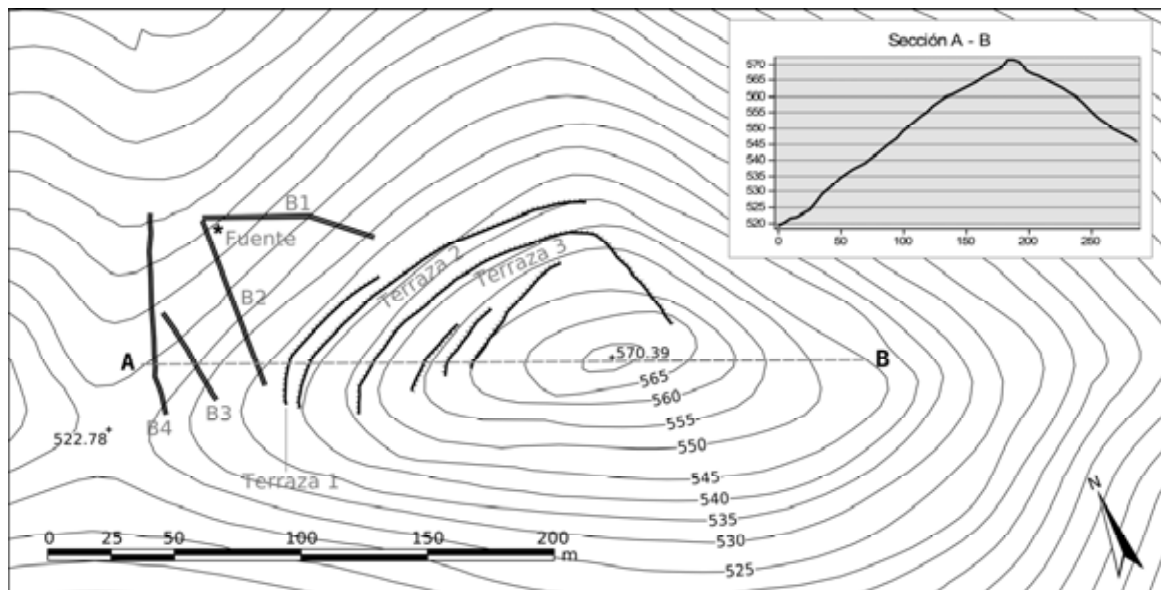 Sección A - B
570
565
560
555
550
545
540
535
530
525
520
0 50 100 150 200 250
B1
* Fuente
Terraza 2
Terraza 3
B2
A
+570.39
B
565
560
B3
555
B4
522.78+
550
Terraza 1
545
540
535
530
525
N
0 25 50 100 150 200
m